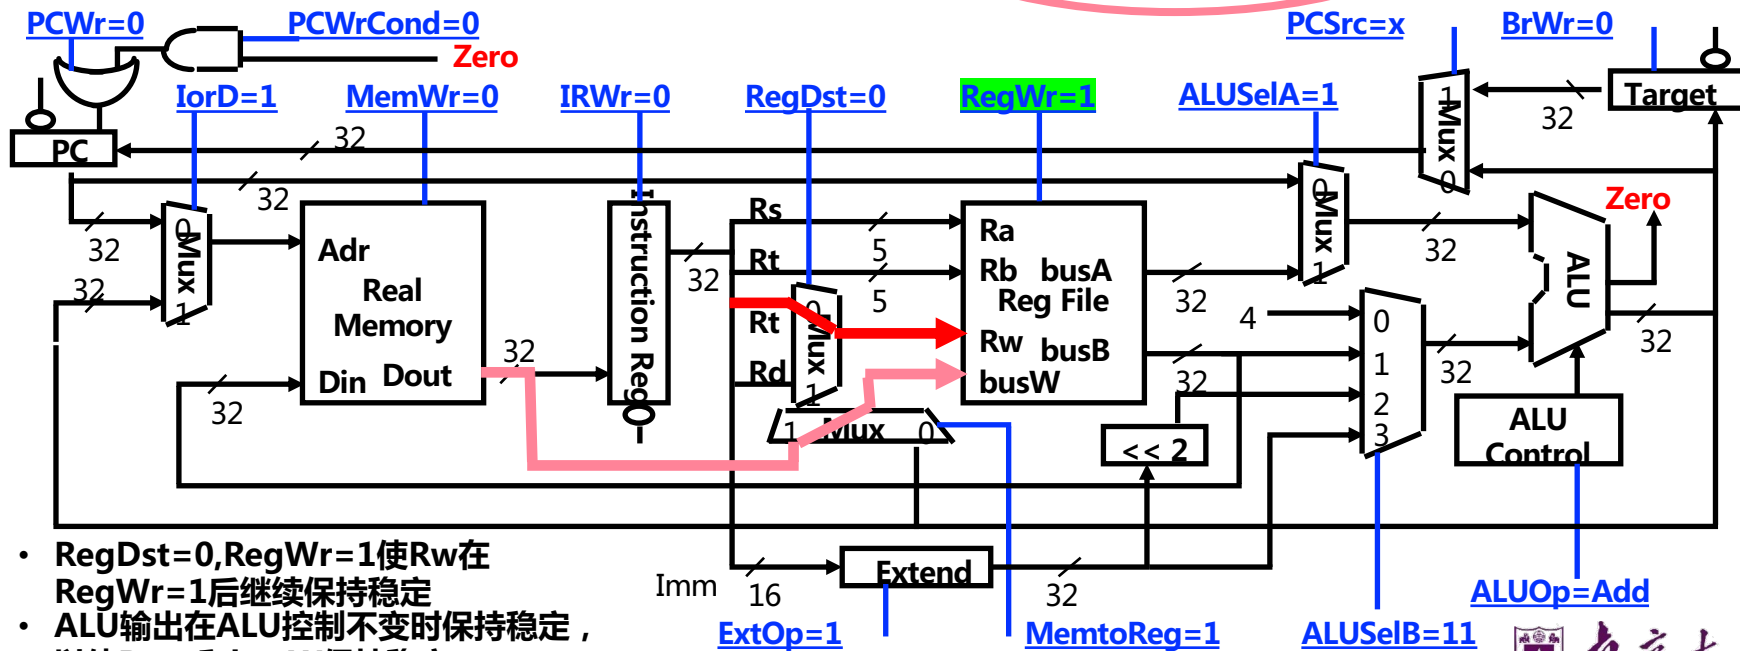 PCWr=0
PCWrCond=0
PCSrc=x
BrWr=0
Zero
IorD=1
MemWr=0
IRWr=0
RegDst=0
RegWr=1
ALUSelA=1
1
Mux
0
32
Target
PC
32
32
32
0
Mux
1
32
Adr
Real
Memory
Din
Dout
32
32
Instruction Reg
32
Rs
Rt
Rt
Rd
5
5
0
Mux
1
1
Mux
0
Ra
Rb
busA
Reg File
Rw
busB
busW
32
32
0
Mux
1
32
4
0
1
2
3
32
Zero
ALU
32
ALU
Control
<< 2
Imm
16
Extend
32
ExtOp=1
MemtoReg=1
ALUSelB=11
ALUOp=Add
• RegDst=0,RegWr=1使Rw在
RegWr=1后继续保持稳定
• ALU输出在ALU控制不变时保持稳定，